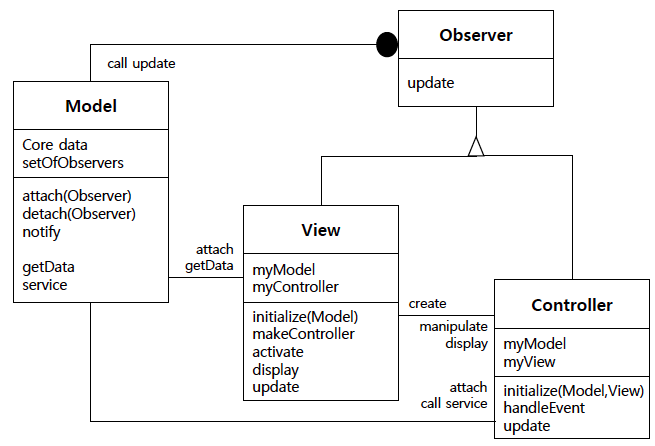 Observer
update
call update
Model
Core data
setOfObservers
attach(Observer)
detach(Observer)
notify
getData
service
attach
getData
View
myModel
myController
initialize(Model)
makeController
activate
display
update
create
manipulate
display
attach
call service
Controller
myModel
myView
initialize(Model,View)
handleEvent
update